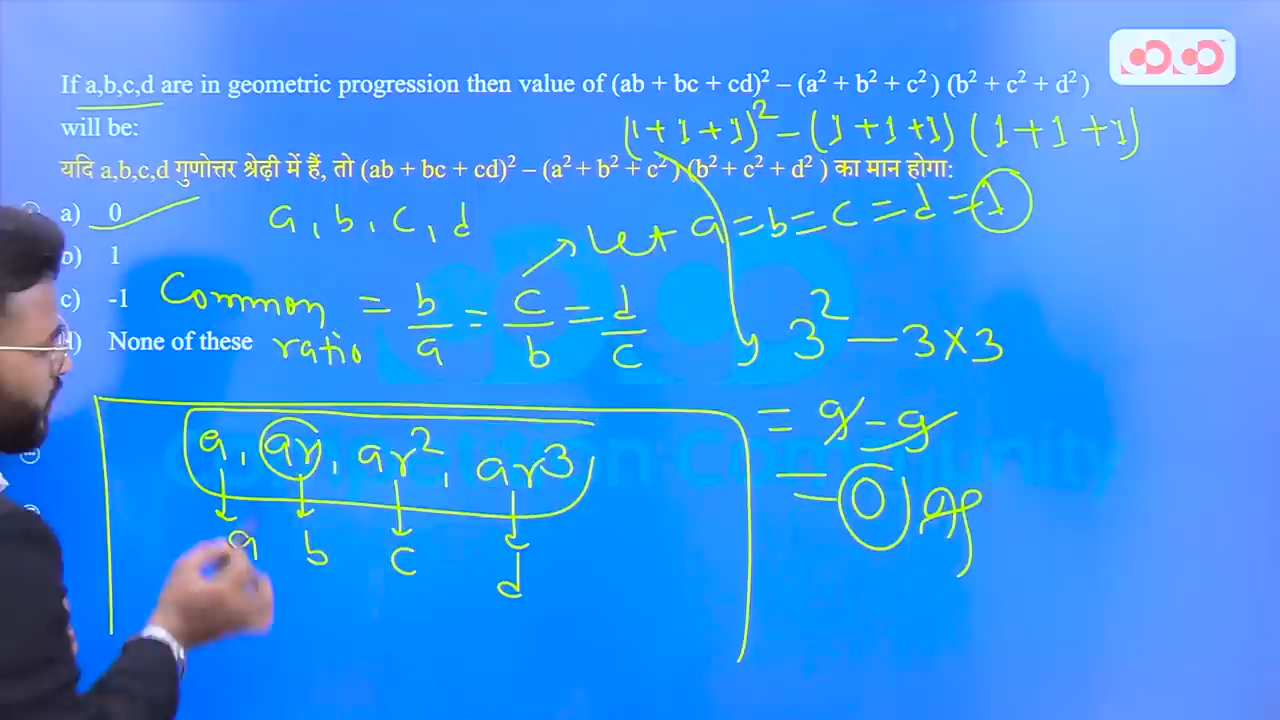 If a,b,c,d are in geometric progression then value of (ab + bc + cd)² – (a² + b² + c² ) (b² + c² + d² )
will be:
(1+1+1)² – (1+1+1) (1+1+1)
यदि a,b,c,d गुणोत्तर श्रेढ़ी में हैं, तो (ab + bc + cd)² – (a² + b² + c² ) (b² + c² + d² ) का मान होगा:
a) 0
a, b, c, d
Let a = b = c = d = 1
b) 1
c) -1
Common ratio = b/a = c/b = d/c
d) None of these
3² – 3×3
= 9 – 9
= 0
a, ar, ar², ar3
a b c d
Competition Community